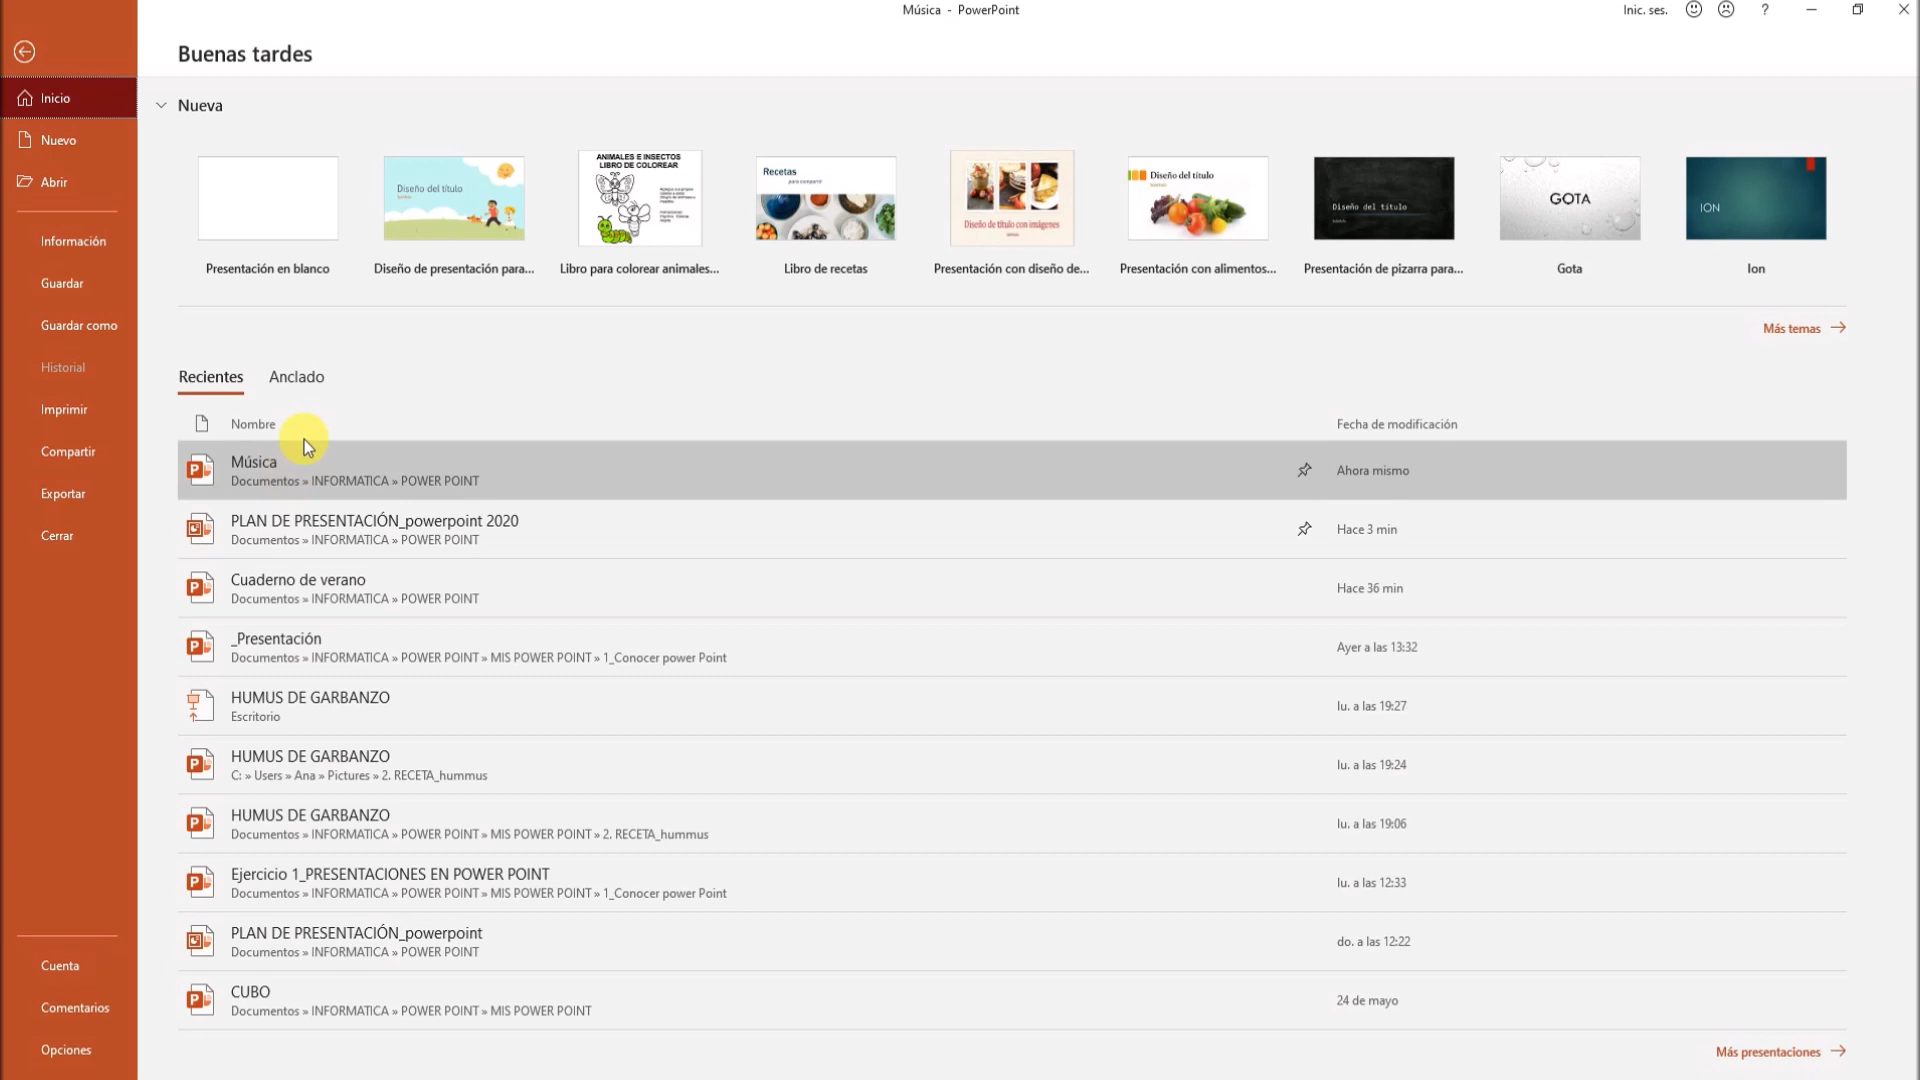 Música - PowerPoint
Inic. ses.
?
Buenas tardes
Inicio
Nuevo
Abrir
Información
Guardar
Guardar como
Historial
Imprimir
Compartir
Exportar
Cerrar
Cuenta
Comentarios
Opciones
Nueva
Diseño del título
ANIMALES E INSECTOS
LIBRO DE COLOREAR
Recetas
para compartir
Diseño de título con imágenes
Diseño del título
Diseño del título
GOTA
ION
Presentación en blanco
Diseño de presentación para...
Libro para colorear animales...
Libro de recetas
Presentación con diseño de...
Presentación con alimentos...
Presentación de pizarra para...
Gota
Ion
Más temas
Recientes Anclado
Nombre Fecha de modificación
Música
Documentos » INFORMATICA » POWER POINT
Ahora mismo
PLAN DE PRESENTACIÓN_powerpoint 2020
Documentos » INFORMATICA » POWER POINT
Hace 3 min
Cuaderno de verano
Documentos » INFORMATICA » POWER POINT
Hace 36 min
_Presentación
Documentos » INFORMATICA » POWER POINT » MIS POWER POINT » 1_Conocer power Point
Ayer a las 13:32
HUMUS DE GARBANZO
Escritorio
lu. a las 19:27
HUMUS DE GARBANZO
C: » Users » Ana » Pictures » 2. RECETA_hummus
lu. a las 19:24
HUMUS DE GARBANZO
Documentos » INFORMATICA » POWER POINT » MIS POWER POINT » 2. RECETA_hummus
lu. a las 19:06
Ejercicio 1_PRESENTACIONES EN POWER POINT
Documentos » INFORMATICA » POWER POINT » MIS POWER POINT » 1_Conocer power Point
lu. a las 12:33
PLAN DE PRESENTACIÓN_powerpoint
Documentos » INFORMATICA » POWER POINT
do. a las 12:22
CUBO
Documentos » INFORMATICA » POWER POINT » MIS POWER POINT
24 de mayo
Más presentaciones